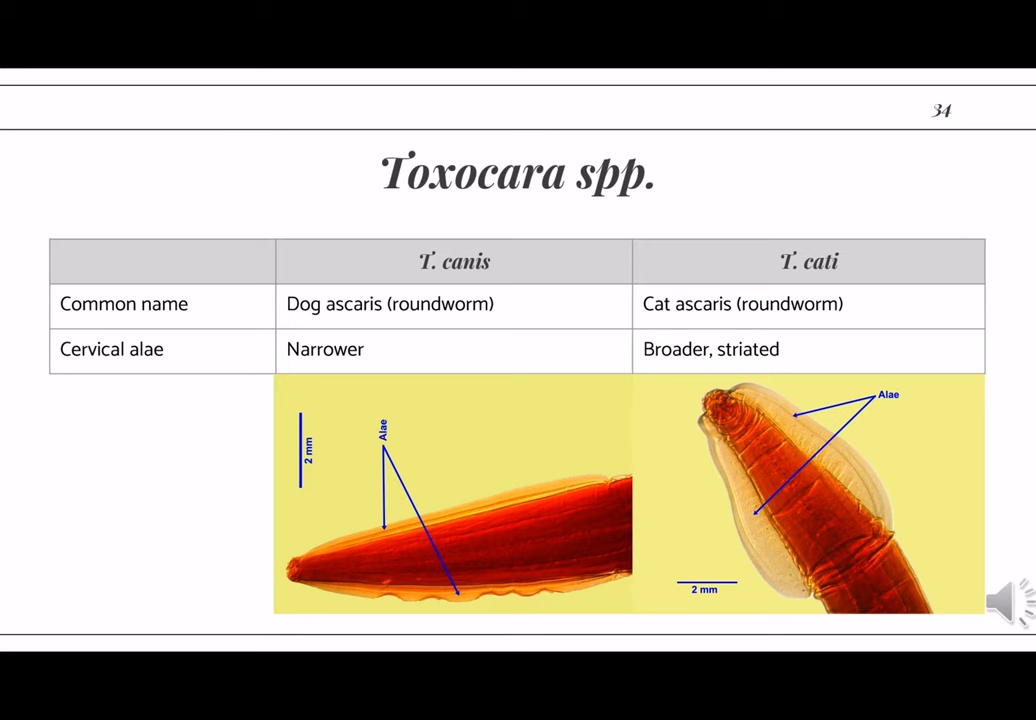 34
Toxocara spp.
T. canis T. cati
Common name Dog ascaris (roundworm) Cat ascaris (roundworm)
Cervical alae Narrower Broader, striated
Alae
2 mm
Alae
2 mm